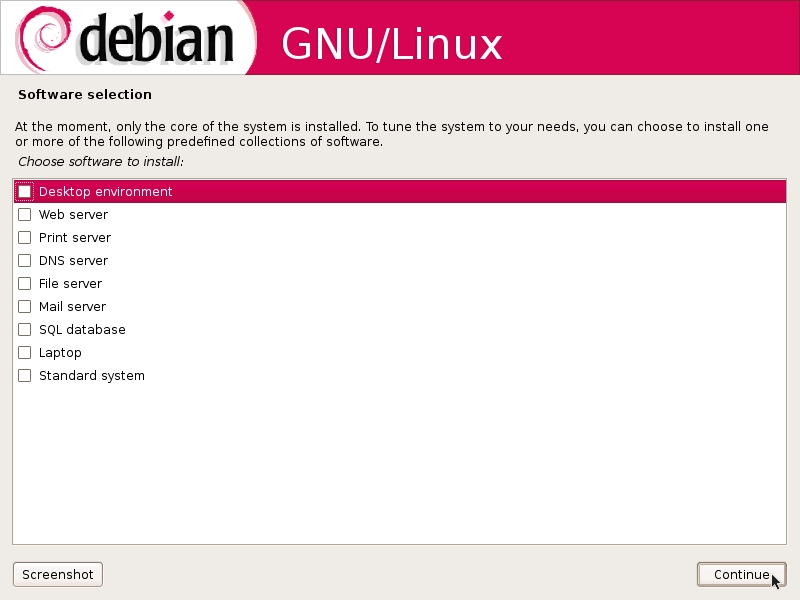 debian GNU/Linux
Software selection
At the moment, only the core of the system is installed. To tune the system to your needs, you can choose to install one
or more of the following predefined collections of software.
Choose software to install:
Desktop environment
Web server
Print server
DNS server
File server
Mail server
SQL database
Laptop
Standard system
Screenshot
Continue